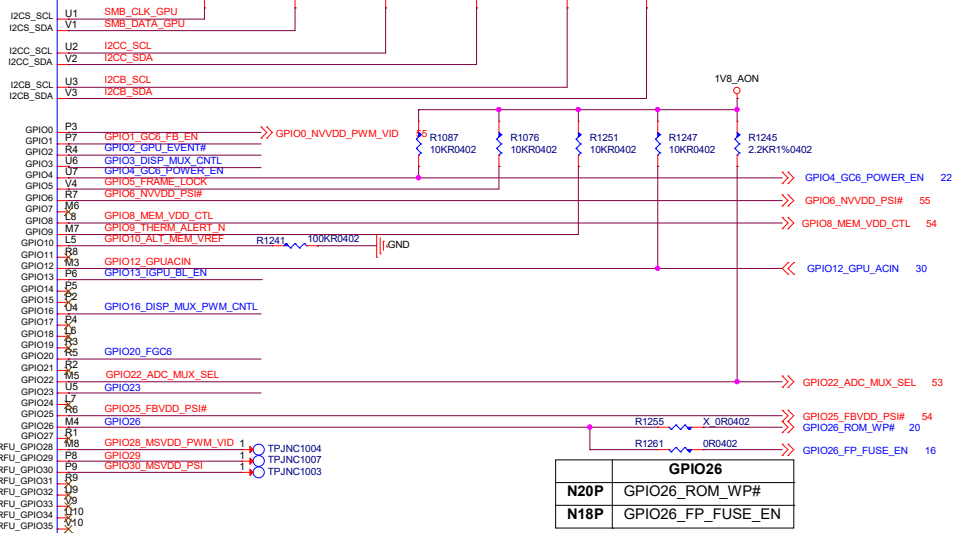 I2CS_SCL U1 SMB_CLK_GPU
I2CS_SDA V1 SMB_DATA_GPU
I2CC_SCL U2 I2CC_SCL
I2CC_SDA V2 I2CC_SDA
I2CB_SCL U3 I2CB_SCL
I2CB_SDA V3 I2CB_SDA
1V8_AON
GPIO0 P3 GPIO0_NVVDD_PWM_VID 55
GPIO1 P7 GPIO1_GC6_FB_EN
GPIO2 R4 GPIO2_GPU_EVENT#
GPIO3 U6 GPIO3_DISP_MUX_CNTL
R1087 R1076 R1251 R1247 R1245
10KR0402 10KR0402 10KR0402 10KR0402 2.2KR1%0402
GPIO4 U7 GPIO4_GC6_POWER_EN GPIO4_GC6_POWER_EN 22
GPIO5 V4 GPIO5_FRAME_LOCK
GPIO6 R7 GPIO6_NVVDD_PSI# GPIO6_NVVDD_PSI# 55
GPIO7 M6
GPIO8 L8 GPIO8_MEM_VDD_CTL GPIO8_MEM_VDD_CTL 54
GPIO9 M7 GPIO9_THERM_ALERT_N
GPIO10 L5 GPIO10_ALT_MEM_VREF R1241 100KR0402 GND
GPIO11 R8
GPIO12 M3 GPIO12_GPUACIN GPIO12_GPU_ACIN 30
GPIO13 P6 GPIO13_IGPU_BL_EN
GPIO14 P5
GPIO15 P2
GPIO16 U4 GPIO16_DISP_MUX_PWM_CNTL
GPIO17 P4
GPIO18 L6
GPIO19 R3
GPIO20 R5 GPIO20_FGC6
GPIO21 R2
GPIO22 M5 GPIO22_ADC_MUX_SEL GPIO22_ADC_MUX_SEL 53
GPIO23 U5 GPIO23
GPIO24 L7
GPIO25 R6 GPIO25_FBVDD_PSI# GPIO25_FBVDD_PSI# 54
GPIO26 M4 GPIO26 R1255 X_0R0402 GPIO26_ROM_WP# 20
GPIO27 R1
RFU_GPIO28 M8 GPIO28_MSVDD_PWM_VID 1 TPJNC1004 R1261 0R0402 GPIO26_FP_FUSE_EN 16
RFU_GPIO29 P8 GPIO29 1 TPJNC1007
RFU_GPIO30 P9 GPIO30_MSVDD_PSI 1 TPJNC1003
RFU_GPIO31 R9
RFU_GPIO32 U9
RFU_GPIO33 V9
RFU_GPIO34 U10
RFU_GPIO35 V10
GPIO26
N20P GPIO26_ROM_WP#
N18P GPIO26_FP_FUSE_EN